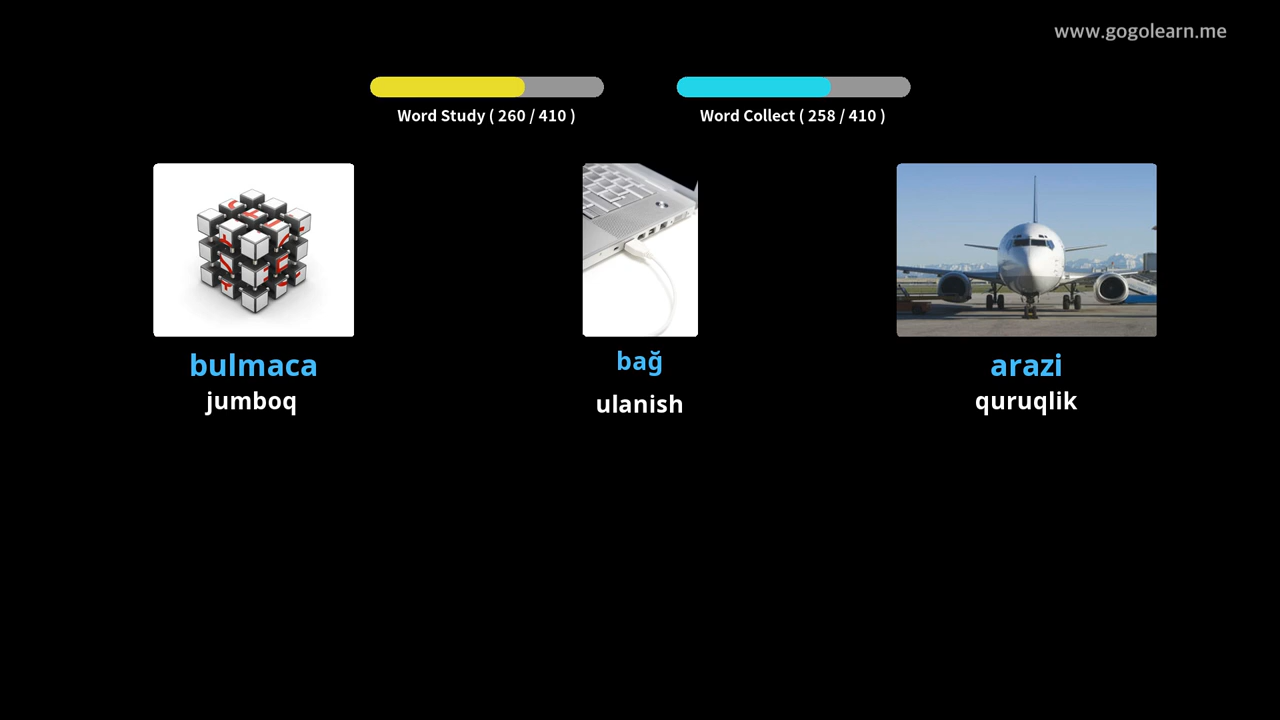 www.gogolearn.me
Word Study ( 260 / 410 )
Word Collect ( 258 / 410 )
bulmaca
jumboq
bağ
ulanish
arazi
quruqlik